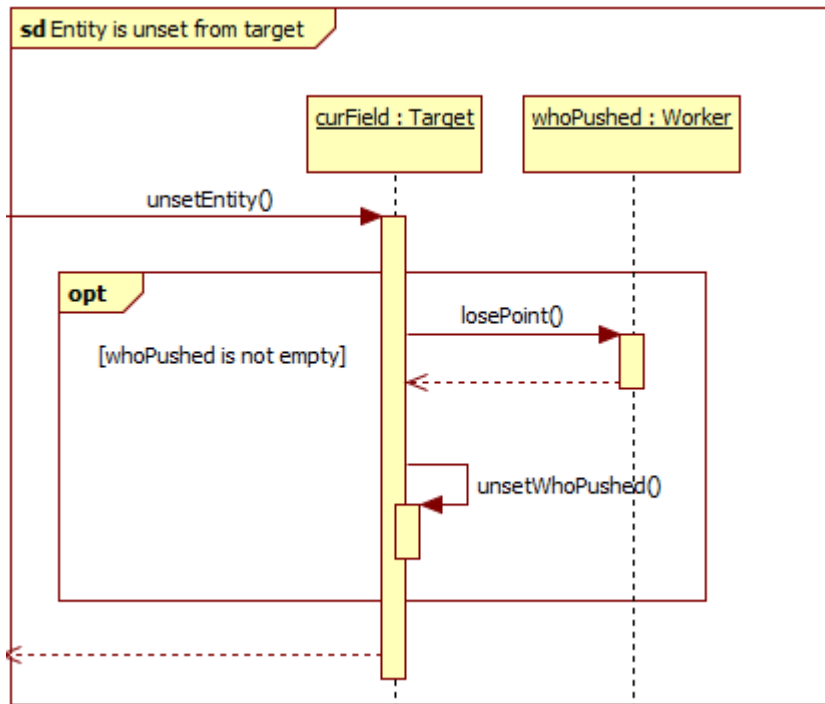 sd Entity is unset from target
curField : Target
whoPushed : Worker
unsetEntity()
opt
losePoint()
[whoPushed is not empty]
unsetWhoPushed()